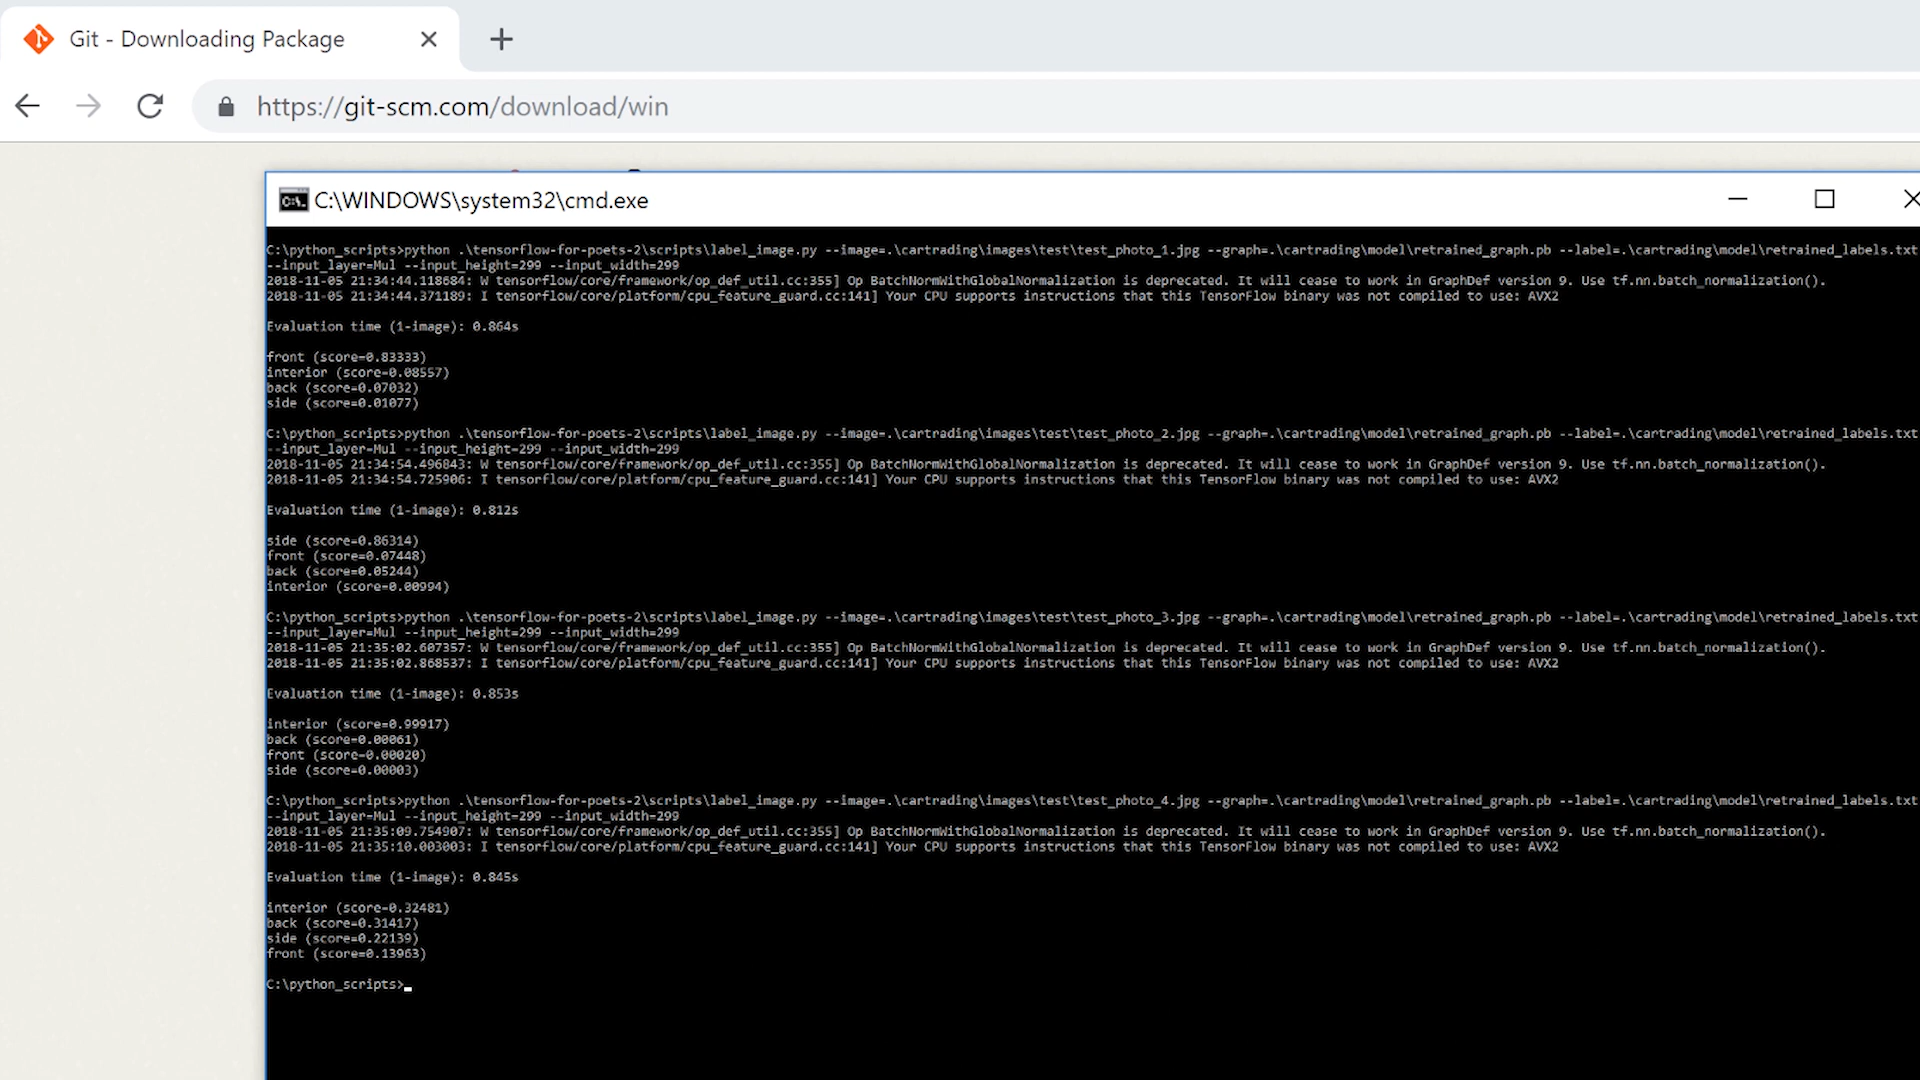 Git - Downloading Package
https://git-scm.com/download/win
C:\WINDOWS\system32\cmd.exe
C:\python_scripts>python .\tensorflow-for-poets-2\scripts\label_image.py --image=.\cartrading\images\test\test_photo_1.jpg --graph=.\cartrading\model\retrained_graph.pb --label=.\cartrading\model\retrained_labels.txt
--input_layer=Mul --input_height=299 --input_width=299
2018-11-05 21:34:44.118684: W tensorflow/core/framework/op_def_util.cc:355] Op BatchNormWithGlobalNormalization is deprecated. It will cease to work in GraphDef version 9. Use tf.nn.batch_normalization().
2018-11-05 21:34:44.371189: I tensorflow/core/platform/cpu_feature_guard.cc:141] Your CPU supports instructions that this TensorFlow binary was not compiled to use: AVX2
Evaluation time (1-image): 0.864s
front (score=0.83333)
interior (score=0.08557)
back (score=0.07032)
side (score=0.01077)
C:\python_scripts>python .\tensorflow-for-poets-2\scripts\label_image.py --image=.\cartrading\images\test\test_photo_2.jpg --graph=.\cartrading\model\retrained_graph.pb --label=.\cartrading\model\retrained_labels.txt
--input_layer=Mul --input_height=299 --input_width=299
2018-11-05 21:34:54.496843: W tensorflow/core/framework/op_def_util.cc:355] Op BatchNormWithGlobalNormalization is deprecated. It will cease to work in GraphDef version 9. Use tf.nn.batch_normalization().
2018-11-05 21:34:54.725906: I tensorflow/core/platform/cpu_feature_guard.cc:141] Your CPU supports instructions that this TensorFlow binary was not compiled to use: AVX2
Evaluation time (1-image): 0.812s
side (score=0.86314)
front (score=0.07448)
back (score=0.05244)
interior (score=0.00994)
C:\python_scripts>python .\tensorflow-for-poets-2\scripts\label_image.py --image=.\cartrading\images\test\test_photo_3.jpg --graph=.\cartrading\model\retrained_graph.pb --label=.\cartrading\model\retrained_labels.txt
--input_layer=Mul --input_height=299 --input_width=299
2018-11-05 21:35:02.607357: W tensorflow/core/framework/op_def_util.cc:355] Op BatchNormWithGlobalNormalization is deprecated. It will cease to work in GraphDef version 9. Use tf.nn.batch_normalization().
2018-11-05 21:35:02.868537: I tensorflow/core/platform/cpu_feature_guard.cc:141] Your CPU supports instructions that this TensorFlow binary was not compiled to use: AVX2
Evaluation time (1-image): 0.853s
interior (score=0.99917)
back (score=0.00061)
front (score=0.00020)
side (score=0.00003)
C:\python_scripts>python .\tensorflow-for-poets-2\scripts\label_image.py --image=.\cartrading\images\test\test_photo_4.jpg --graph=.\cartrading\model\retrained_graph.pb --label=.\cartrading\model\retrained_labels.txt
--input_layer=Mul --input_height=299 --input_width=299
2018-11-05 21:35:09.754907: W tensorflow/core/framework/op_def_util.cc:355] Op BatchNormWithGlobalNormalization is deprecated. It will cease to work in GraphDef version 9. Use tf.nn.batch_normalization().
2018-11-05 21:35:10.003003: I tensorflow/core/platform/cpu_feature_guard.cc:141] Your CPU supports instructions that this TensorFlow binary was not compiled to use: AVX2
Evaluation time (1-image): 0.845s
interior (score=0.32481)
back (score=0.31417)
side (score=0.22139)
front (score=0.13963)
C:\python_scripts>